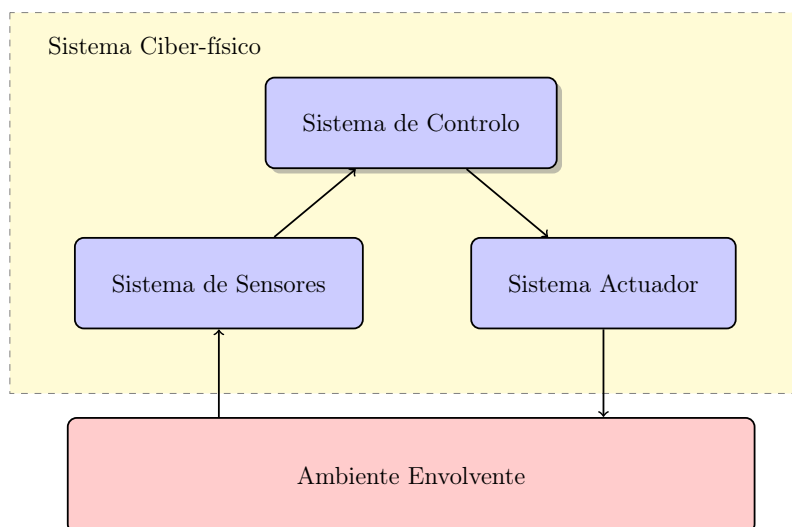 Sistema Ciber-físico
Sistema de Controlo
Sistema de Sensores
Sistema Actuador
Ambiente Envolvente